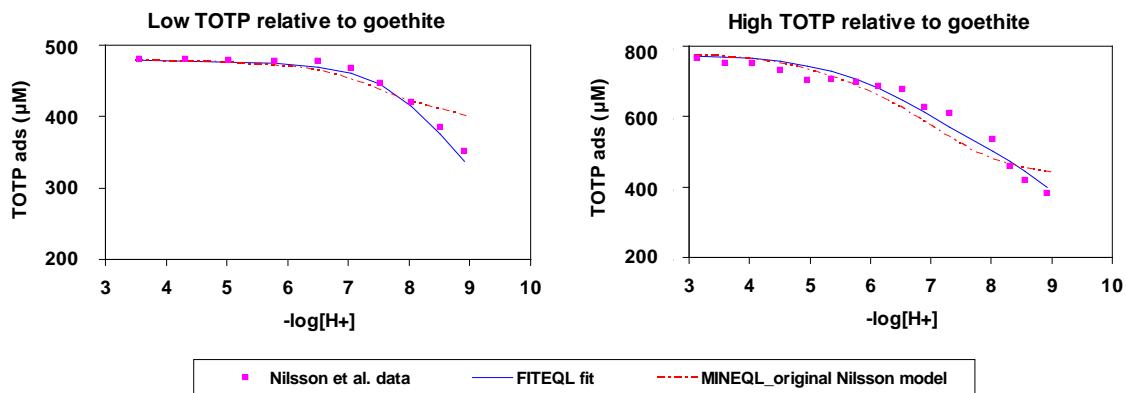 Low TOTP relative to goethite
TOTP ads (µM)
500
400
300
200
3 4 5 6 7 8 9 10
-log[H+]
High TOTP relative to goethite
TOTP ads (µM)
800
600
400
200
3 4 5 6 7 8 9 10
-log[H+]
Nilsson et al. data FITEQL fit MINEQL_original Nilsson model